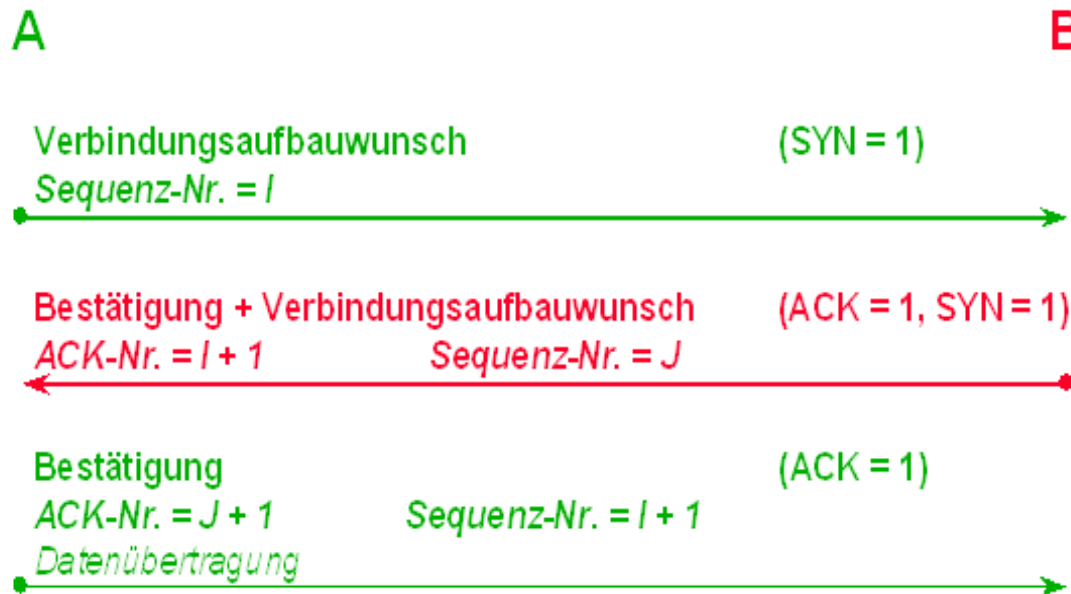 A B
Verbindungsaufbauwunsch (SYN = 1)
Sequenz-Nr. = I
Bestätigung + Verbindungsaufbauwunsch (ACK = 1, SYN = 1)
ACK-Nr. = I + 1 Sequenz-Nr. = J
Bestätigung (ACK = 1)
ACK-Nr. = J + 1 Sequenz-Nr. = I + 1
Datenübertragung